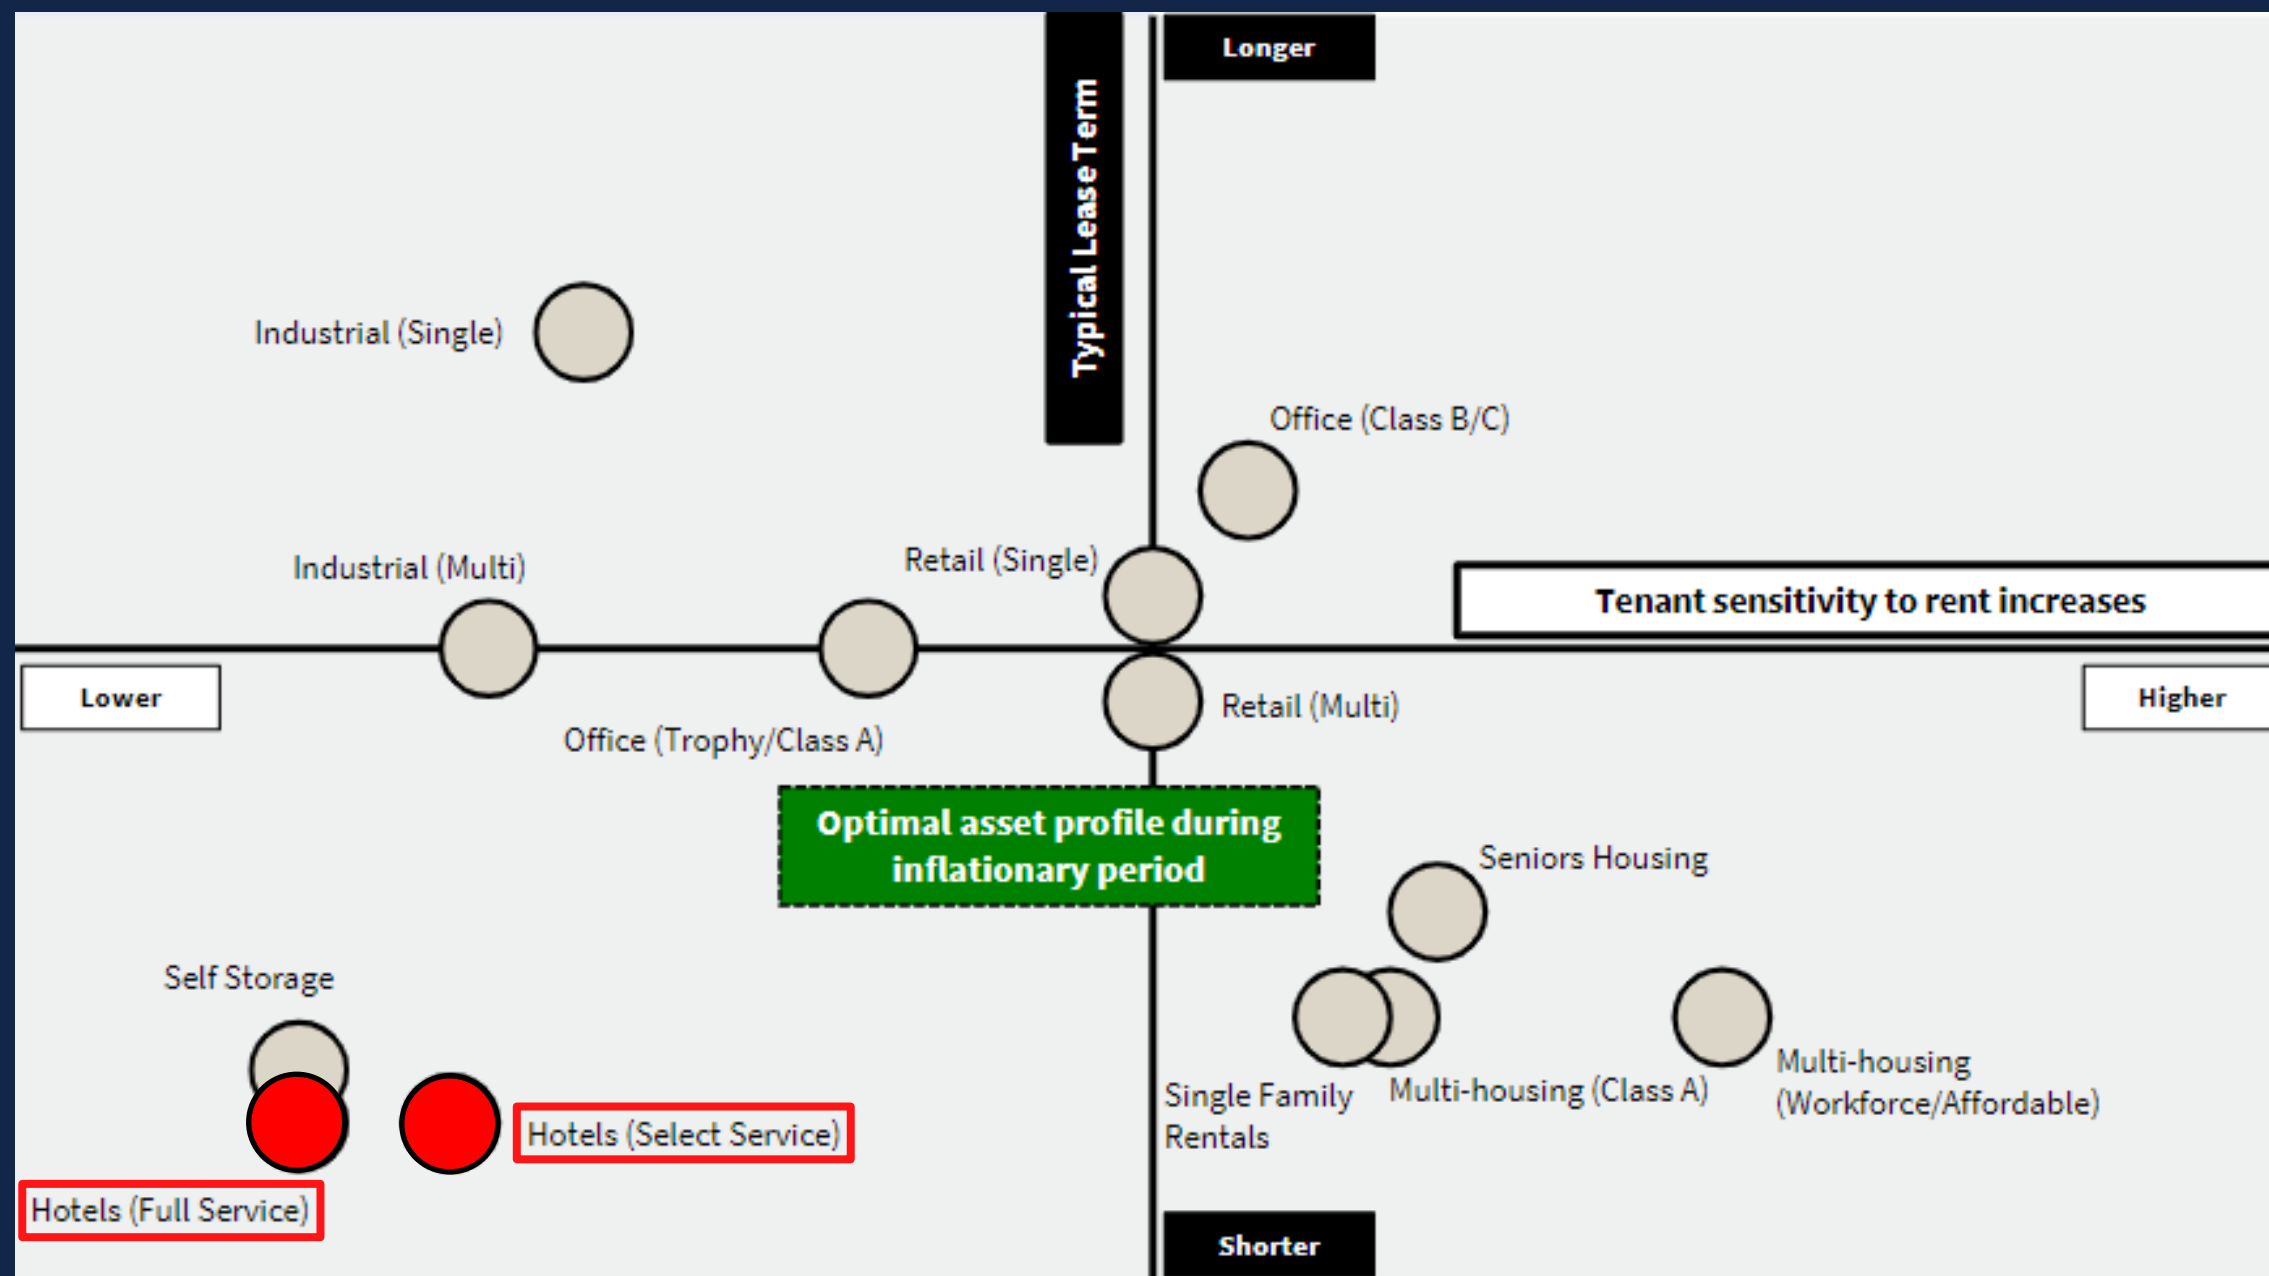 Longer
Typical Lease Term
Industrial (Single)
Office (Class B/C)
Retail (Single)
Industrial (Multi)
Tenant sensitivity to rent increases
Lower
Higher
Retail (Multi)
Office (Trophy/Class A)
Optimal asset profile during
inflationary period
Seniors Housing
Self Storage
Multi-housing
(Workforce/Affordable)
Multi-housing (Class A)
Single Family
Rentals
Hotels (Select Service)
Hotels (Full Service)
Shorter